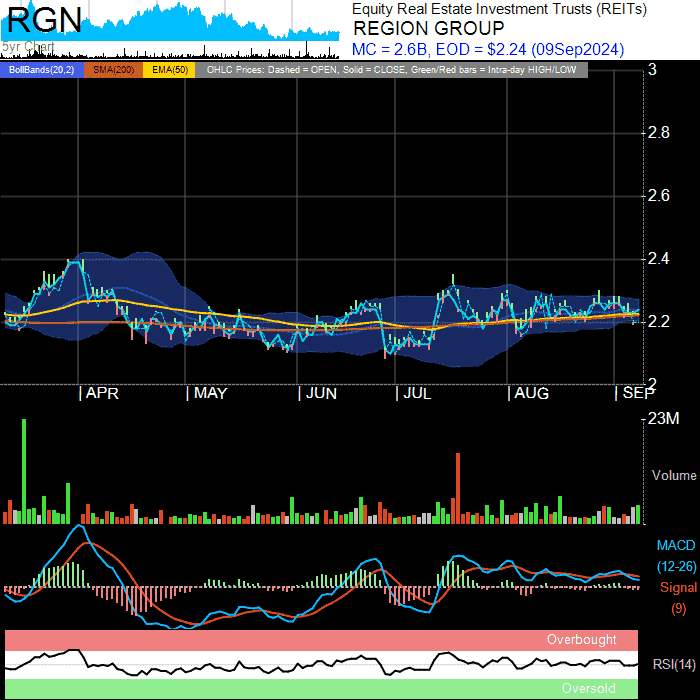 RGN
5yr Chart
Equity Real Estate Investment Trusts (REITs)
REGION GROUP
MC = 2.6B, EOD = $2.24 (09Sep2024)
BollBands(20,2) SMA(200) EMA(50) OHLC Prices: Dashed = OPEN, Solid = CLOSE, Green/Red bars = Intra-day HIGH/LOW
3
2.8
2.6
2.4
2.2
2
| APR | MAY | JUN | JUL | AUG | SEP
23M
Volume
MACD
(12-26)
Signal
(9)
Overbought
RSI(14)
Oversold